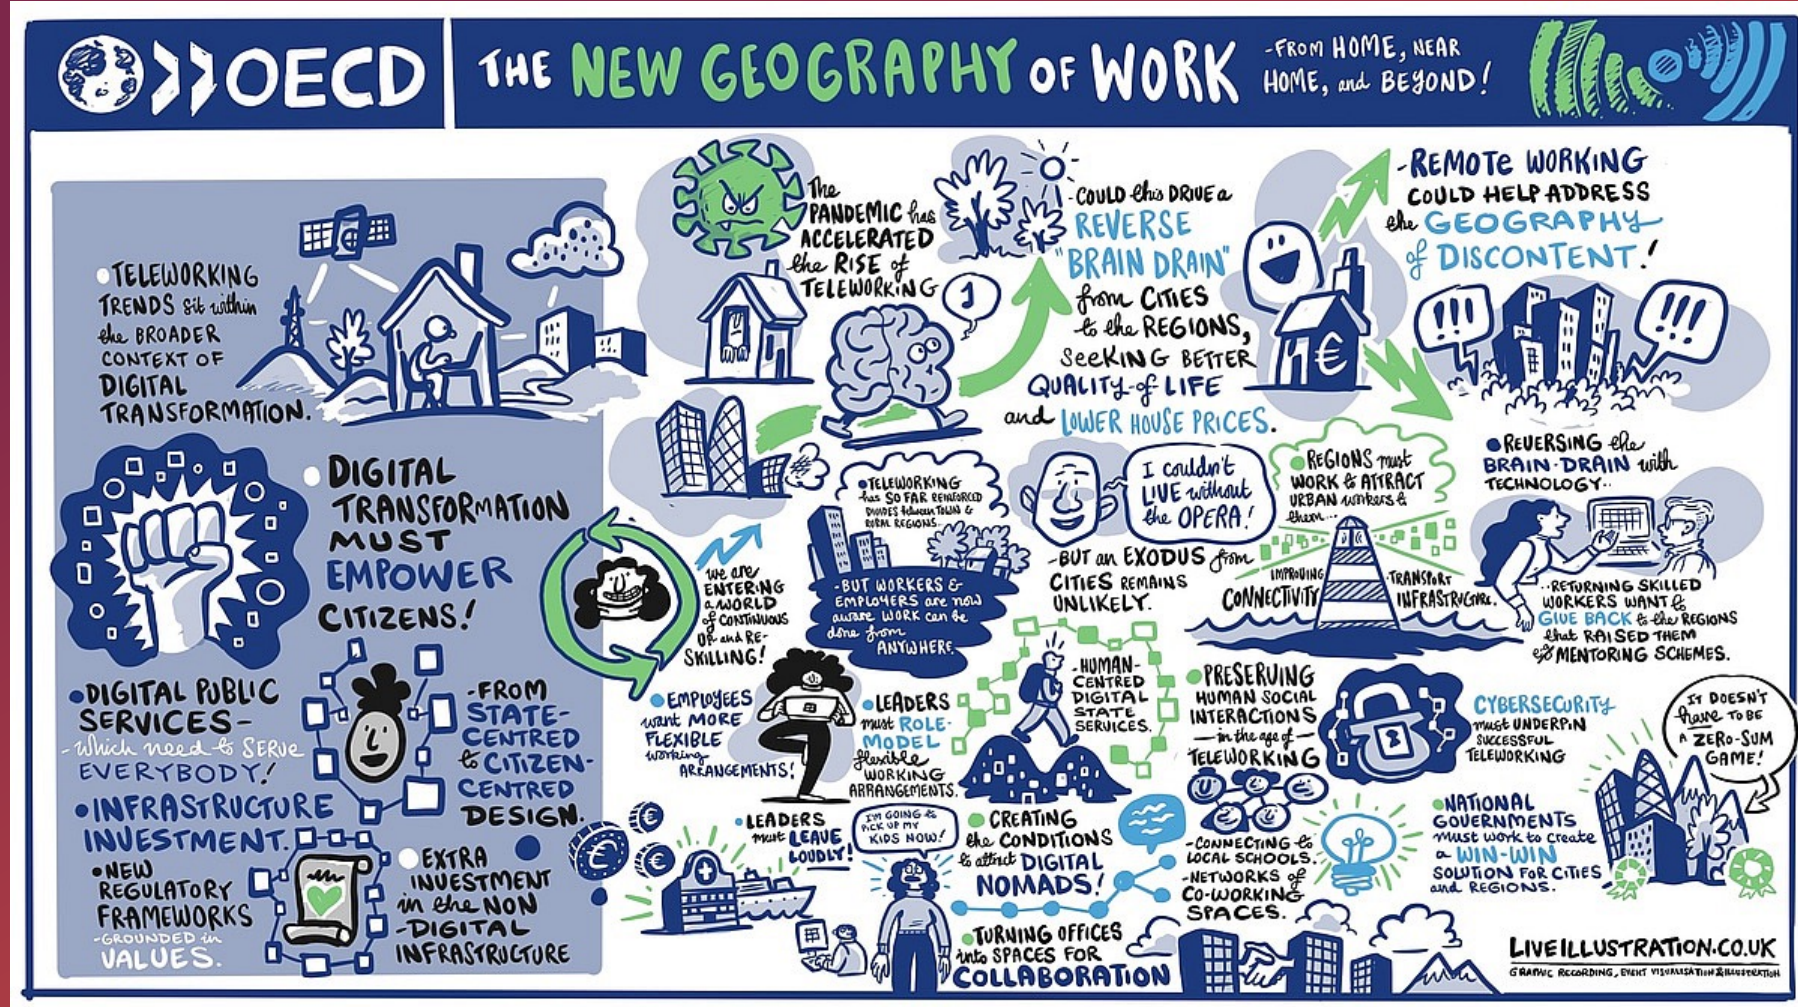 OECD
THE NEW GEOGRAPHY OF WORK
-FROM HOME, NEAR
HOME, and BEYOND!
TELEWORKING
TRENDS sit within
the BROADER
CONTEXT OF
DIGITAL
TRANSFORMATION.
DIGITAL
TRANSFORMATION
MUST
EMPOWER
CITIZENS!
DIGITAL PUBLIC
SERVICES-
-which need to SERVE
EVERYBODY!
INFRASTRUCTURE
INVESTMENT.
NEW
REGULATORY
FRAMEWORKS
-GROUNDED in
VALUES.
-FROM
STATE-
CENTRED
to CITIZEN-
CENTRED
DESIGN.
EXTRA
INVESTMENT
in the NON
-DIGITAL
INFRASTRUCTURE
The
PANDEMIC has
ACCELERATED
the RISE of
TELEWORKING
-COULD this DRIVE a
REVERSE
"BRAIN DRAIN"
from CITIES
to the REGIONS,
SEEKING BETTER
QUALITY-of-LIFE
and LOWER HOUSE PRICES.
-REMOTE WORKING
COULD HELP ADDRESS
the GEOGRAPHY
of DISCONTENT!
€
!!!
!!!
TELEWORKING
has SO FAR REINFORCED
DIVIDES between TOWN &
RURAL REGIONS..
-BUT WORKERS &
EMPLOYERS are now
aware WORK can be
done from
ANYWHERE.
I couldn't
LIVE without
the OPERA!
-BUT an EXODUS from
CITIES REMAINS
UNLIKELY.
REGIONS must
WORK to ATTRACT
URBAN workers to
them...
IMPROVING
CONNECTIVITY
TRANSPORT
INFRASTRUCTURE.
REVERSING the
BRAIN-DRAIN with
TECHNOLOGY..
..RETURNING SKILLED
WORKERS WANT to
GIVE BACK to the REGIONS
that RAISED THEM
eg MENTORING SCHEMES.
we are
ENTERING
a WORLD
of CONTINUOUS
UP- and RE-
SKILLING!
EMPLOYEES
want MORE
FLEXIBLE
working
ARRANGEMENTS!
LEADERS
must ROLE-
MODEL
flexible
WORKING
ARRANGEMENTS.
-HUMAN-
CENTRED
DIGITAL
STATE
SERVICES.
PRESERVING
HUMAN SOCIAL
INTERACTIONS
-in the age of-
TELEWORKING
CYBERSECURITY
must UNDERPIN
SUCCESSFUL
TELEWORKING
IT DOESN'T
have TO BE
A ZERO-SUM
GAME!
LEADERS
must LEAVE
LOUDLY!
I'M GOING to
PICK UP MY
KIDS NOW!
CREATING
the CONDITIONS
to attract DIGITAL
NOMADS!
-CONNECTING to
LOCAL SCHOOLS.
-NETWORKS of
CO-WORKING
SPACES.
NATIONAL
GOVERNMENTS
must work to create
a WIN-WIN
SOLUTION FOR CITIES
and REGIONS.
TURNING OFFICES
into SPACES FOR
COLLABORATION
LIVEILLUSTRATION.CO.UK
GRAPHIC RECORDING, EVENT VISUALISATION & ILLUSTRATION